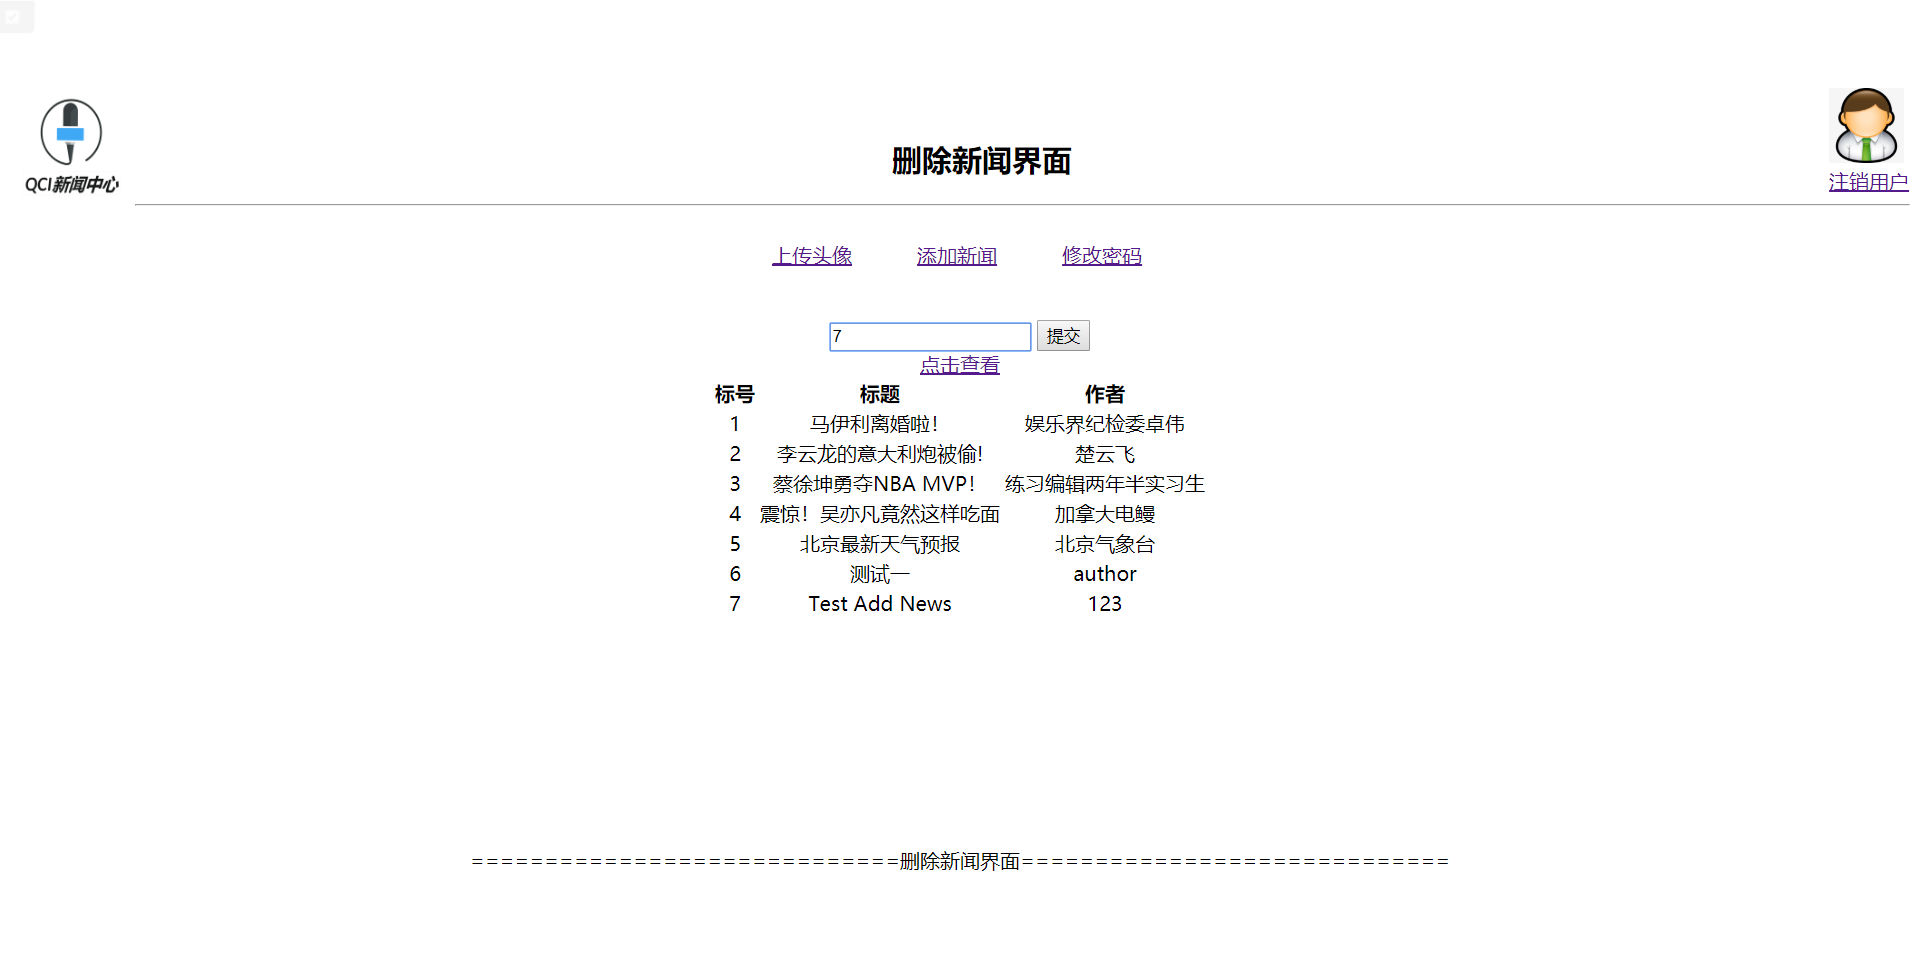 QCI新闻中心
删除新闻界面
注销用户
上传头像 添加新闻 修改密码
7 提交
点击查看
标号 标题 作者
1 马伊利离婚啦！ 娱乐界纪检委卓伟
2 李云龙的意大利炮被偷! 楚云飞
3 蔡徐坤勇夺NBA MVP！ 练习编辑两年半实习生
4 震惊！吴亦凡竟然这样吃面 加拿大电鳗
5 北京最新天气预报 北京气象台
6 测试一 author
7 Test Add News 123
=============================删除新闻界面=============================